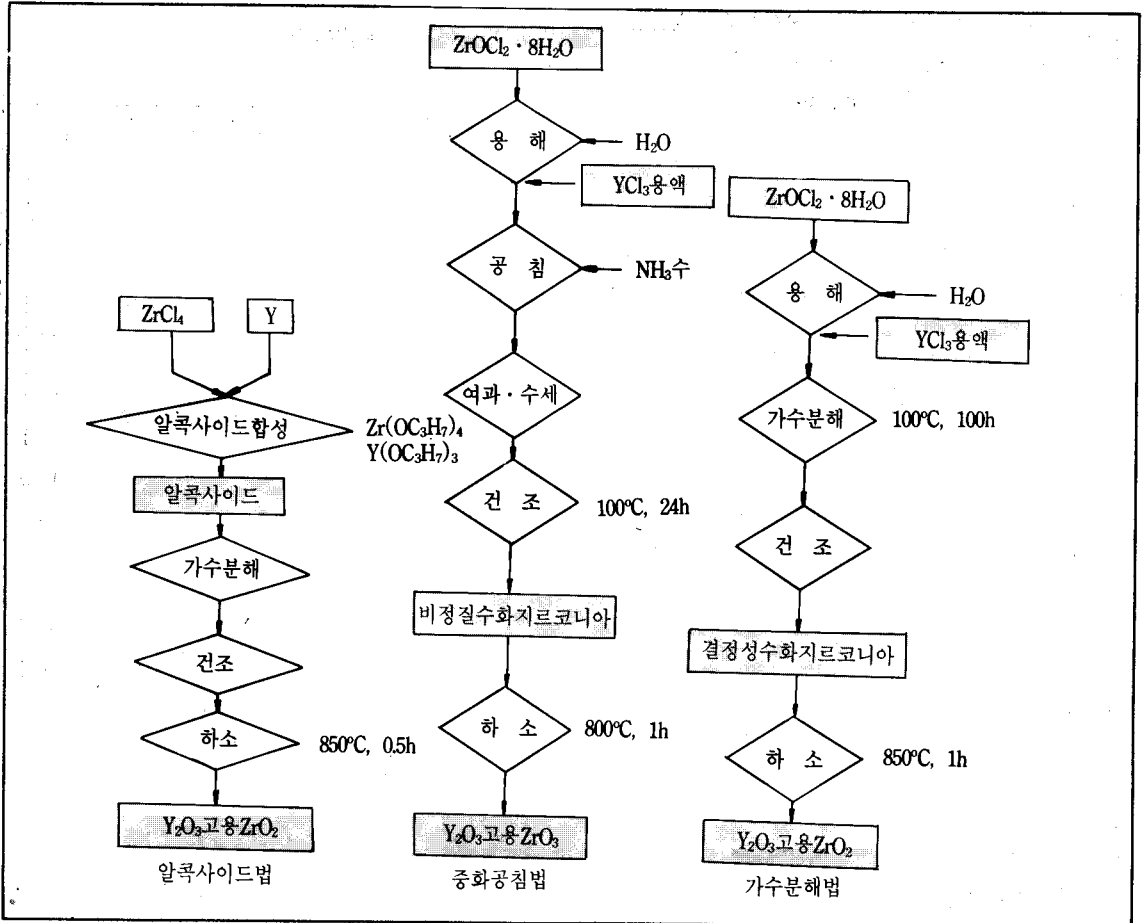 ZrCl₄
Y
알콕사이드합성
Zr(OC₃H₇)₄
Y(OC₃H₇)₃
알콕사이드
가수분해
건조
하소
850℃, 0.5h
Y₂O₃고용ZrO₂
알콕사이드법
ZrOCl₂・8H₂O
용 해
H₂O
YCl₃용액
공 침
NH₃수
여과・수세
건 조
100℃, 24h
비정질수화지르코니아
하 소
800℃, 1h
Y₂O₃고용ZrO₃
중화공침법
ZrOCl₂・8H₂O
용 해
H₂O
YCl₃용액
가수분해
100℃, 100h
건 조
결정성수화지르코니아
하 소
850℃, 1h
Y₂O₃고용ZrO₂
가수분해법